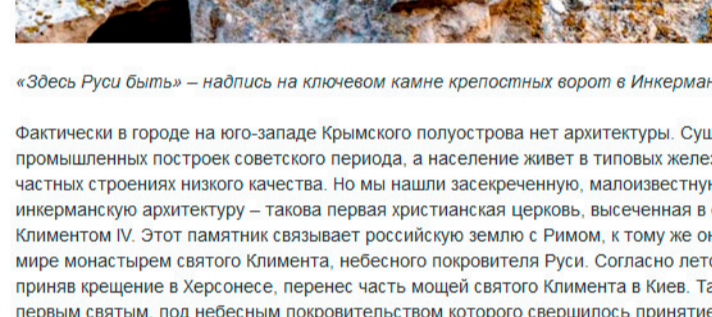 «Здесь Руси быть» – надпись на ключевом камне крепостных ворот в Инкерман
Фактически в городе на юго-западе Крымского полуострова нет архитектуры. Сущ
промышленных построек советского периода, а население живет в типовых желез
частных строениях низкого качества. Но мы нашли засекреченную, малоизвестную
инкерманскую архитектуру – такова первая христианская церковь, высеченная в
Климентом IV. Этот памятник связывает российскую землю с Римом, к тому же он
мире монастырем святого Климента, небесного покровителя Руси. Согласно лето
приняв крещение в Херсонесе, перенес часть мощей святого Климента в Киев. Та
первым святым, под небесным покровительством которого свершилось принятие